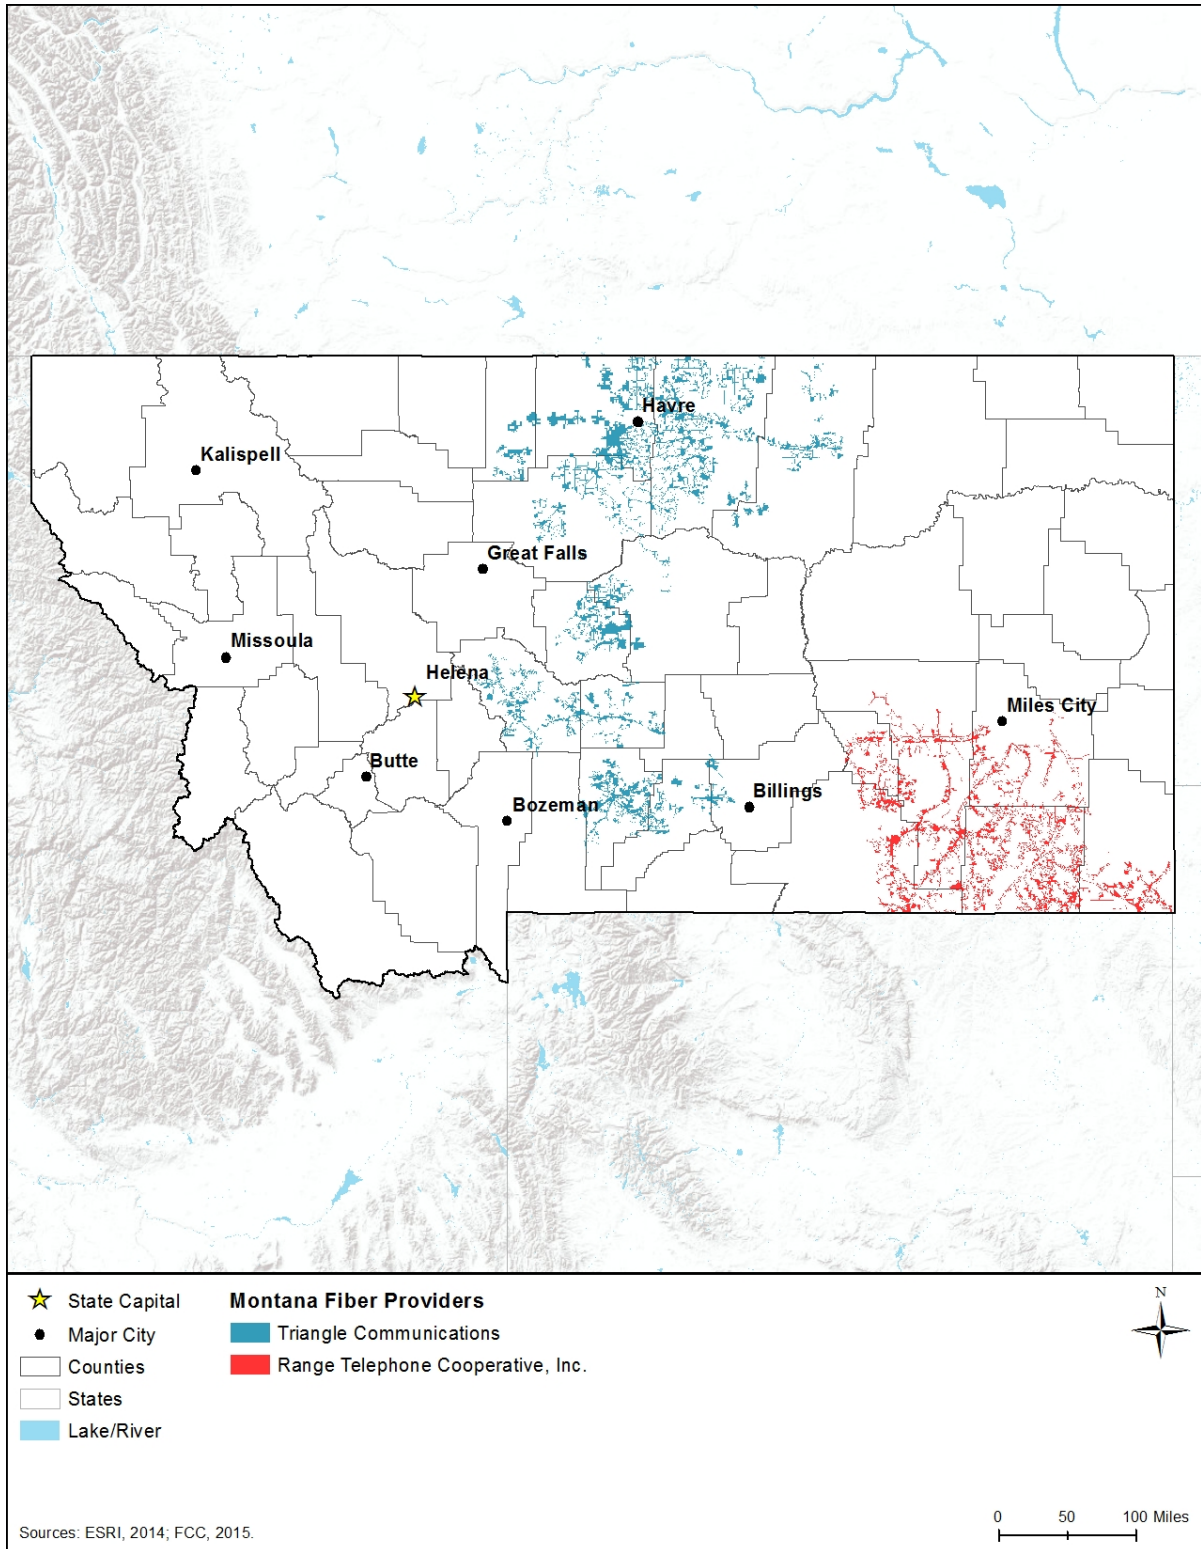 Havre
Kalispell
Great Falls
Missoula
Helena
Miles City
Butte
Bozeman
Billings
State Capital
Major City
Counties
States
Lake/River
Montana Fiber Providers
Triangle Communications
Range Telephone Cooperative, Inc.
N
0 50 100 Miles
Sources: ESRI, 2014; FCC, 2015.